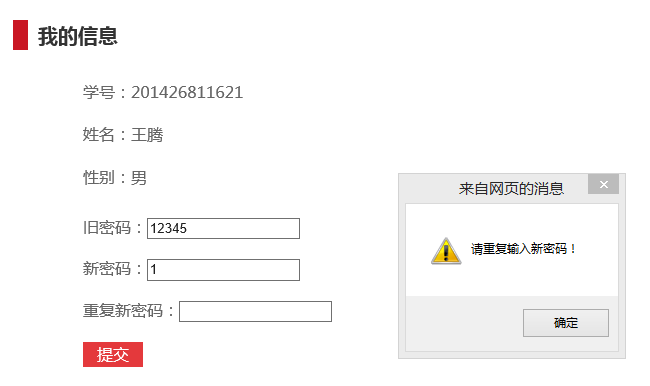 我的信息
学号：201426811621
姓名：王腾
性别：男
旧密码：12345
新密码：1
重复新密码：
提交
来自网页的消息
请重复输入新密码！
确定